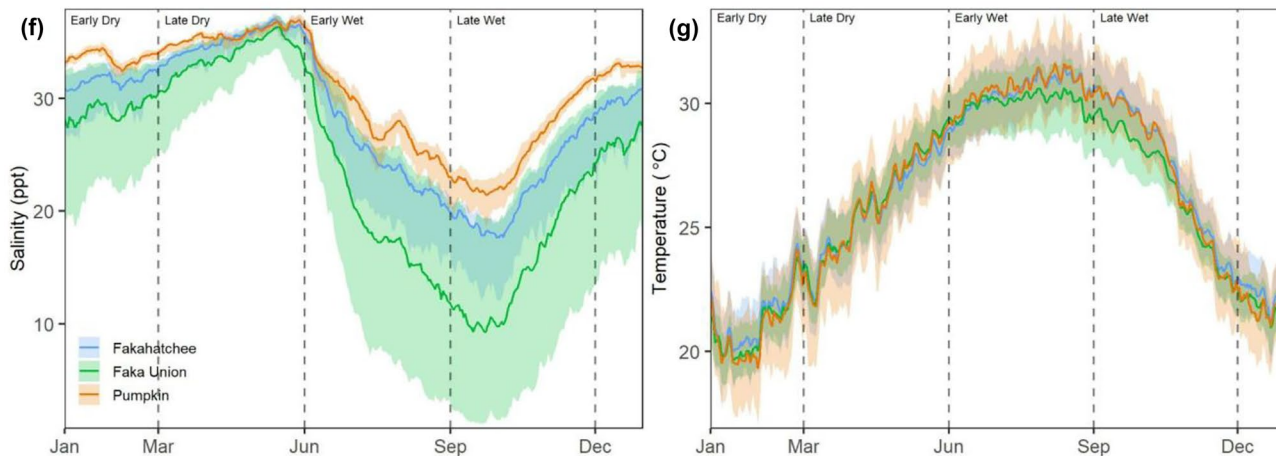 (f)
Early Dry Late Dry Early Wet Late Wet
Salinity (ppt)
30
20
10
Fakahatchee
Faka Union
Pumpkin
Jan Mar Jun Sep Dec
(g)
Early Dry Late Dry Early Wet Late Wet
Temperature ( °C)
30
25
20
Jan Mar Jun Sep Dec